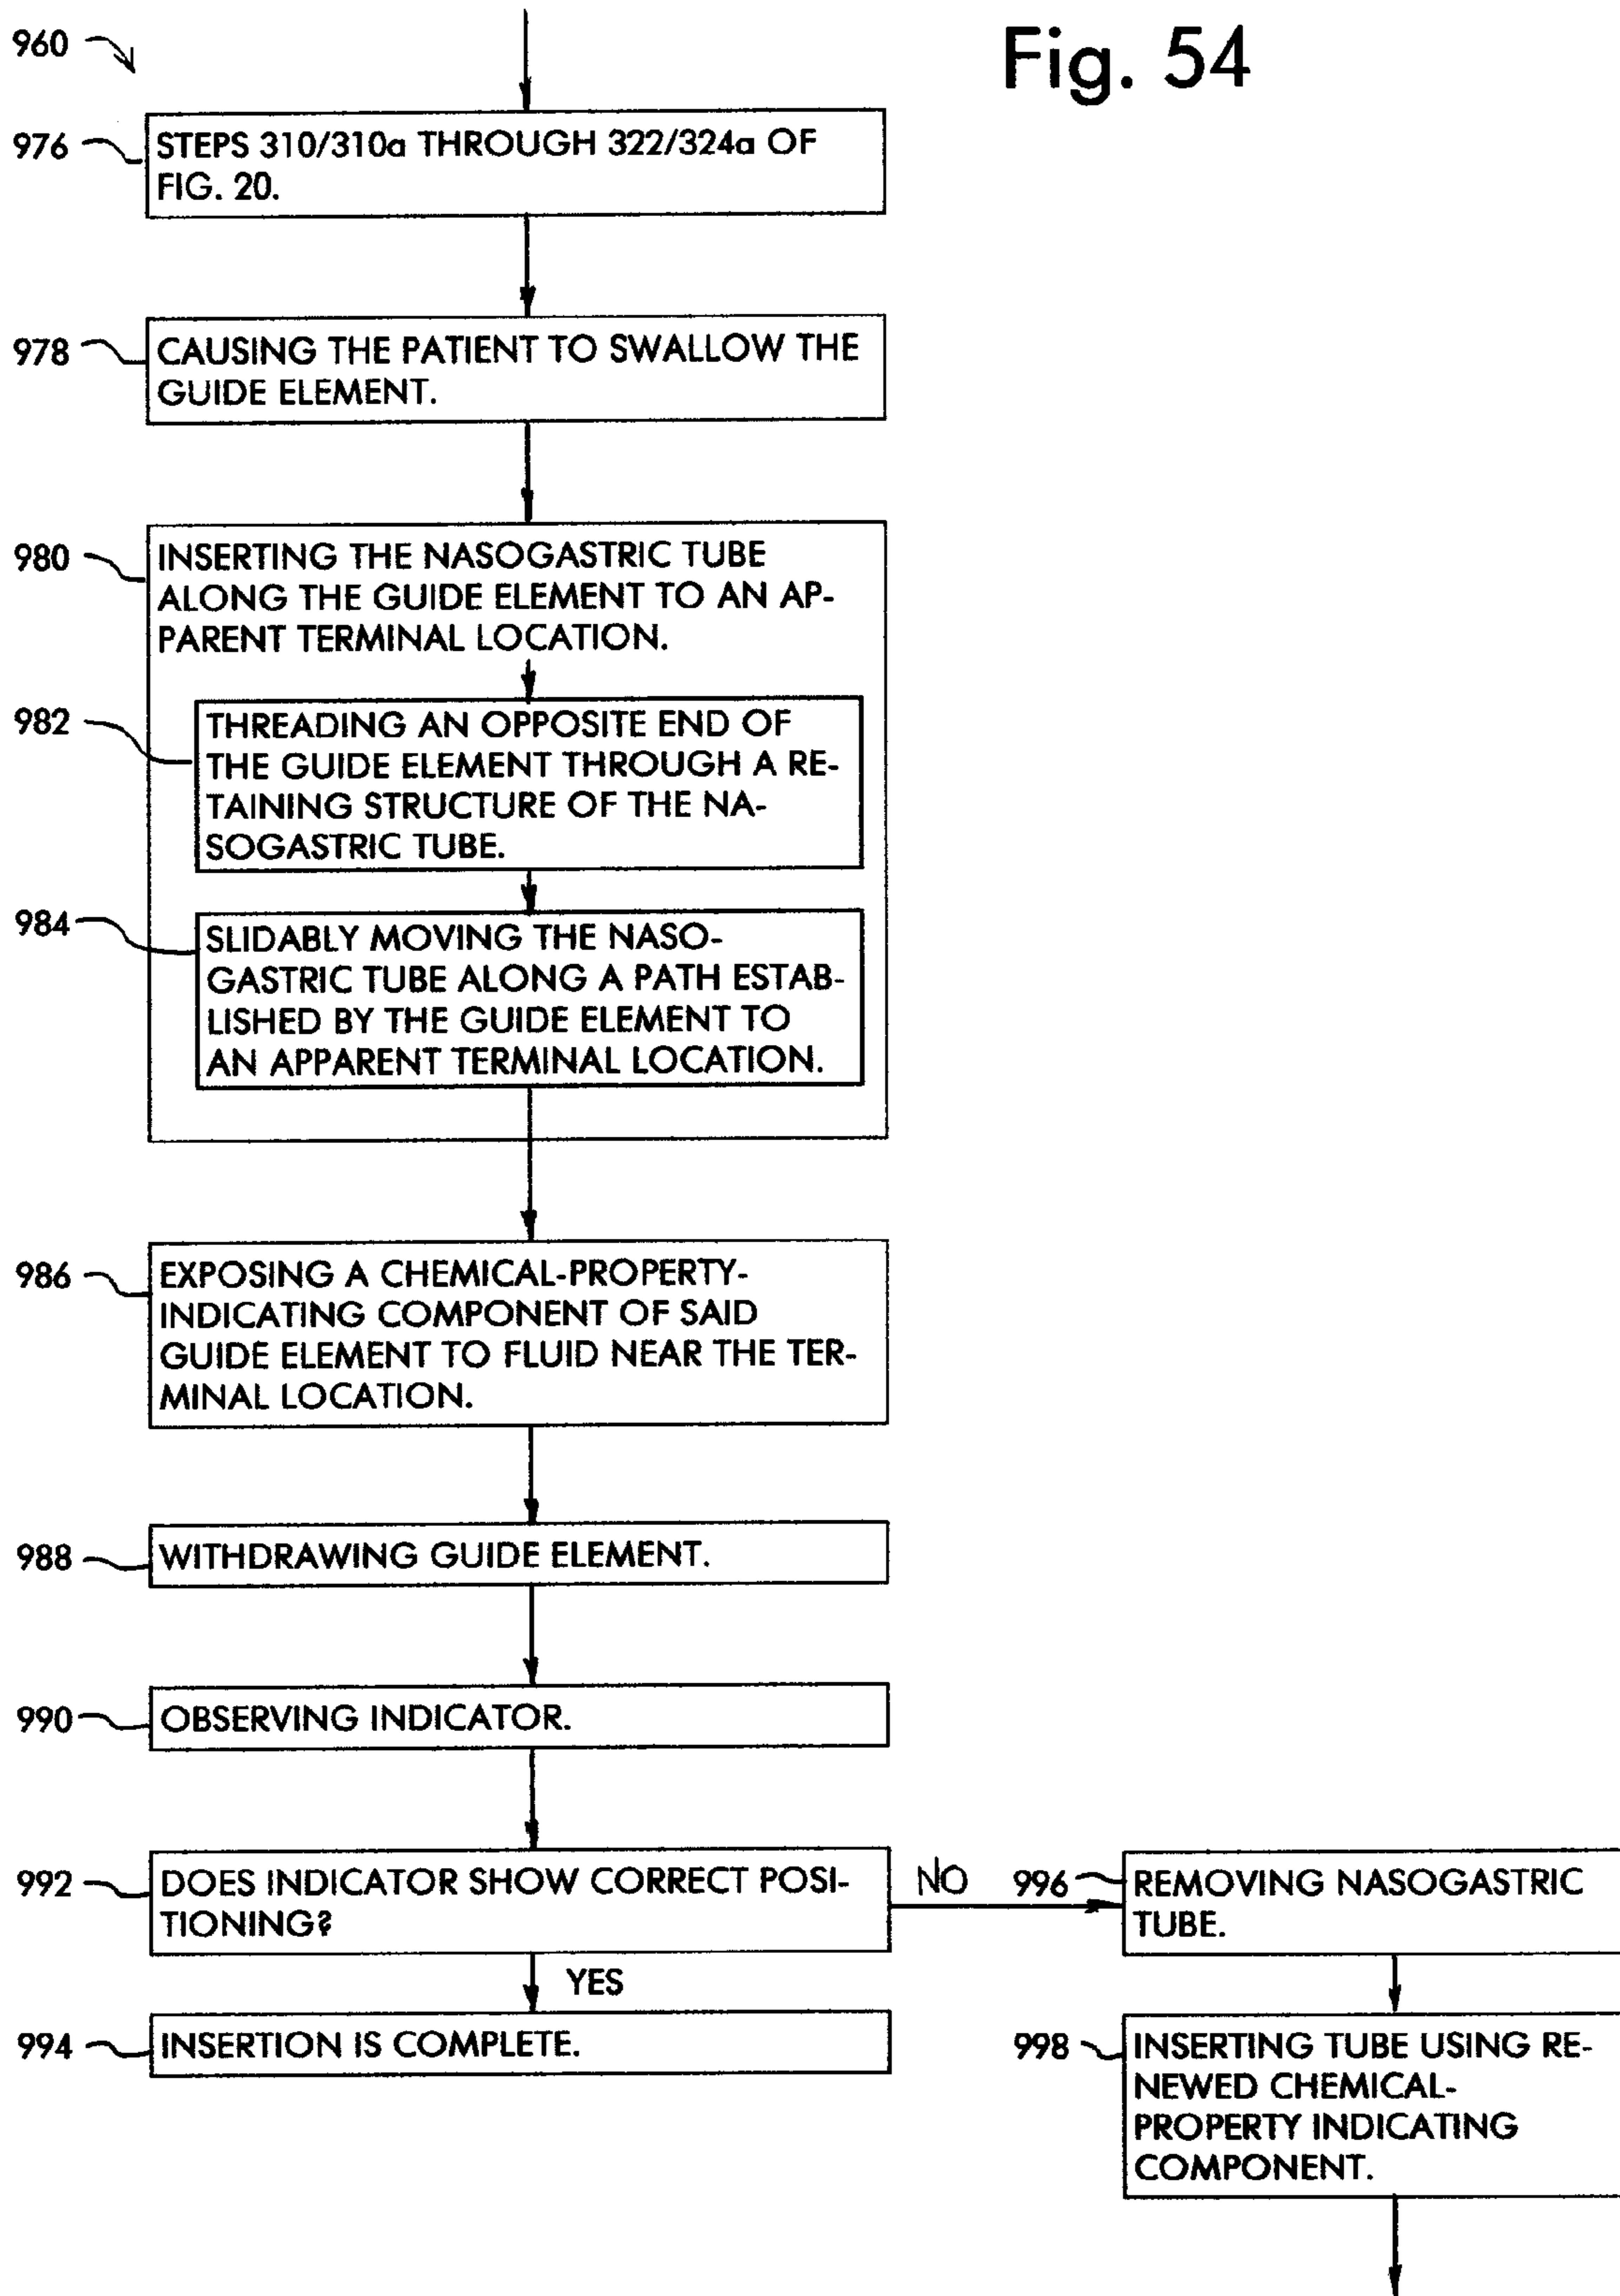 Fig. 54
960
976
STEPS 310/310a THROUGH 322/324a OF
FIG. 20.
978
CAUSING THE PATIENT TO SWALLOW THE
GUIDE ELEMENT.
980
INSERTING THE NASOGASTRIC TUBE
ALONG THE GUIDE ELEMENT TO AN AP-
PARENT TERMINAL LOCATION.
982
THREADING AN OPPOSITE END OF
THE GUIDE ELEMENT THROUGH A RE-
TAINING STRUCTURE OF THE NA-
SOGASTRIC TUBE.
984
SLIDABLY MOVING THE NASO-
GASTRIC TUBE ALONG A PATH ESTAB-
LISHED BY THE GUIDE ELEMENT TO
AN APPARENT TERMINAL LOCATION.
986
EXPOSING A CHEMICAL-PROPERTY-
INDICATING COMPONENT OF SAID
GUIDE ELEMENT TO FLUID NEAR THE TER-
MINAL LOCATION.
988
WITHDRAWING GUIDE ELEMENT.
990
OBSERVING INDICATOR.
992
DOES INDICATOR SHOW CORRECT POSI-
TIONING?
NO
996
REMOVING NASOGASTRIC
TUBE.
YES
994
INSERTION IS COMPLETE.
998
INSERTING TUBE USING RE-
NEWED CHEMICAL-
PROPERTY INDICATING
COMPONENT.